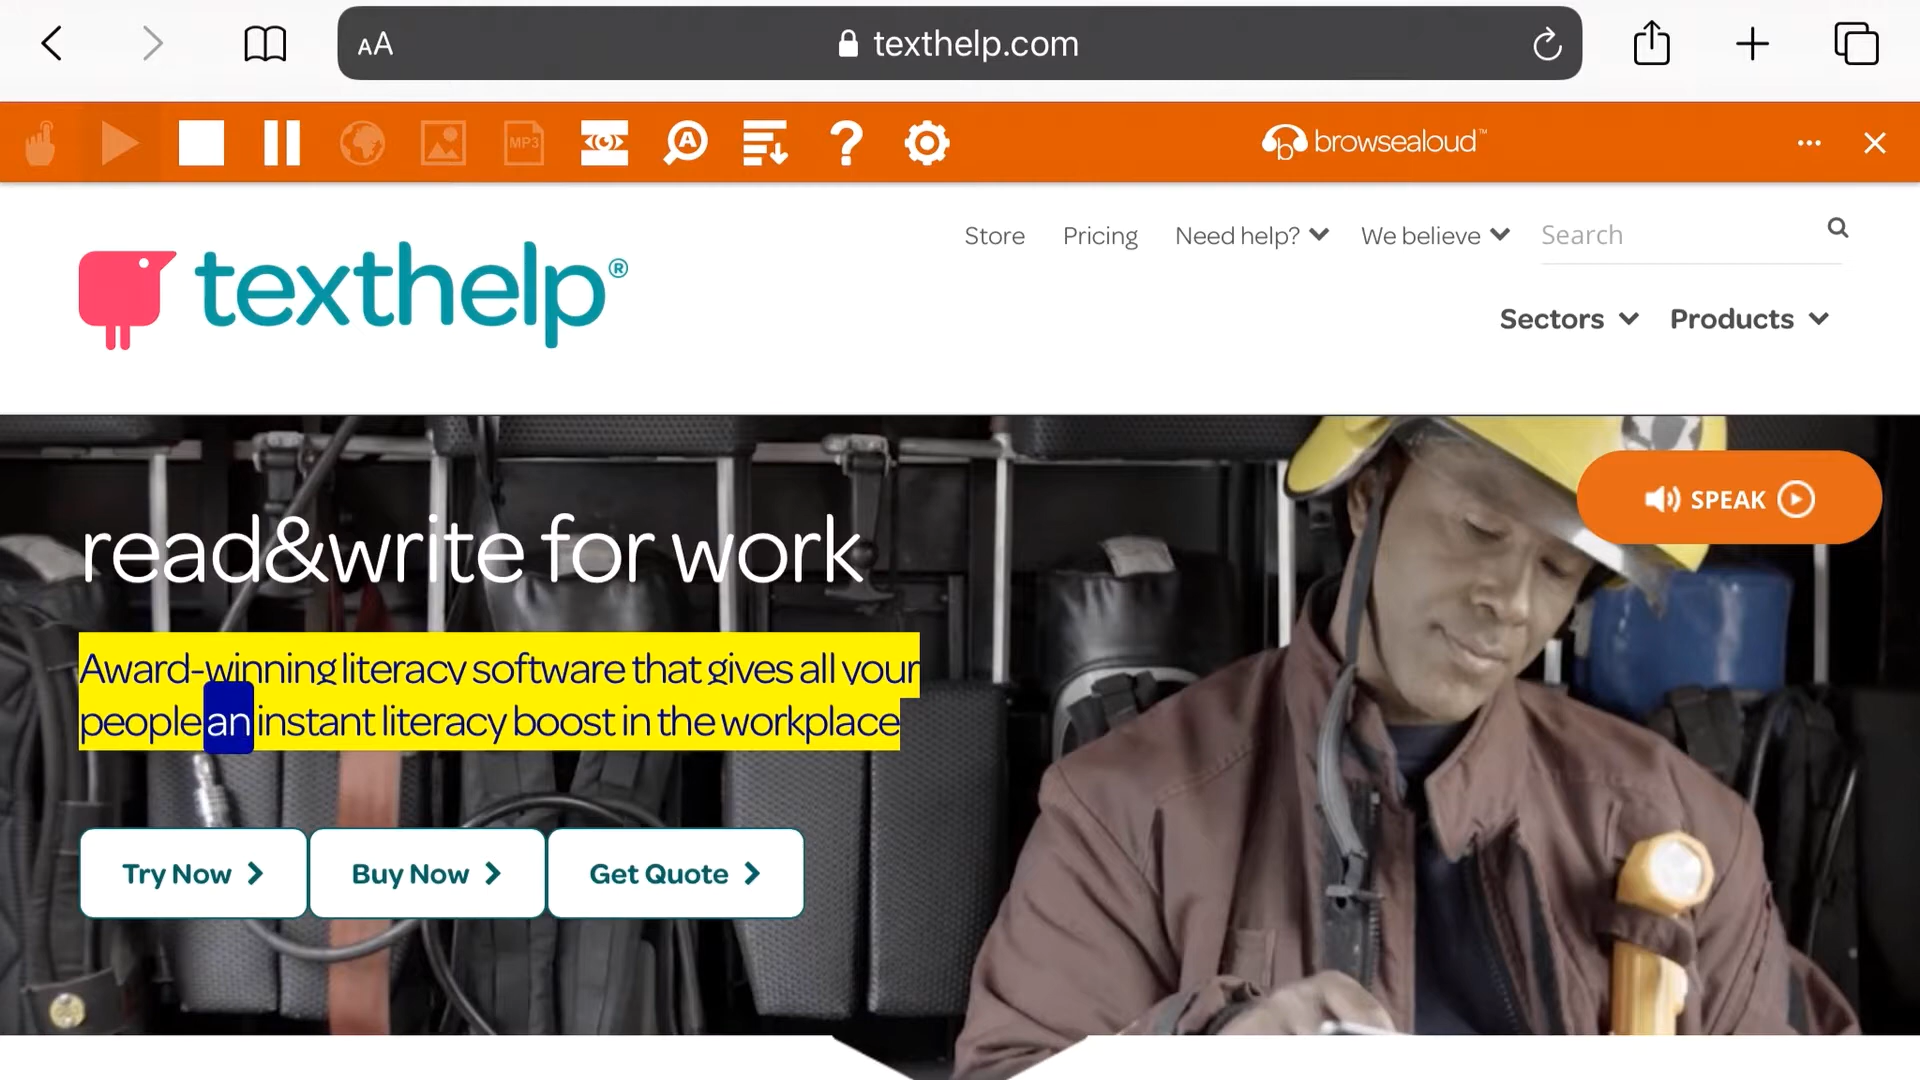 AA
texthelp.com
MP3
A
?
b browsealoud™
Store Pricing Need help? We believe Search
texthelp®
Sectors Products
SPEAK
read&write for work
Award-winning literacy software that gives all your
people an instant literacy boost in the workplace
Try Now Buy Now Get Quote